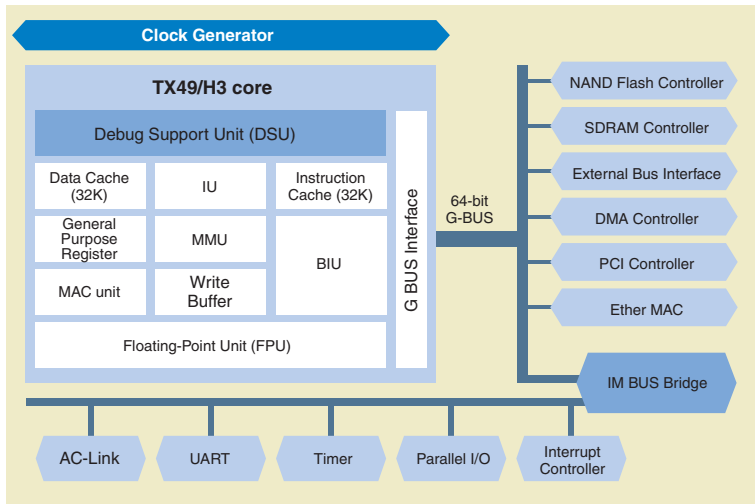 Clock Generator
TX49/H3 core
Debug Support Unit (DSU)
Data Cache
(32K)
IU
Instruction
Cache (32K)
General
Purpose
Register
MMU
BIU
MAC unit
Write
Buffer
Floating-Point Unit (FPU)
G BUS Interface
64-bit
G-BUS
NAND Flash Controller
SDRAM Controller
External Bus Interface
DMA Controller
PCI Controller
Ether MAC
IM BUS Bridge
AC-Link
UART
Timer
Parallel I/O
Interrupt
Controller